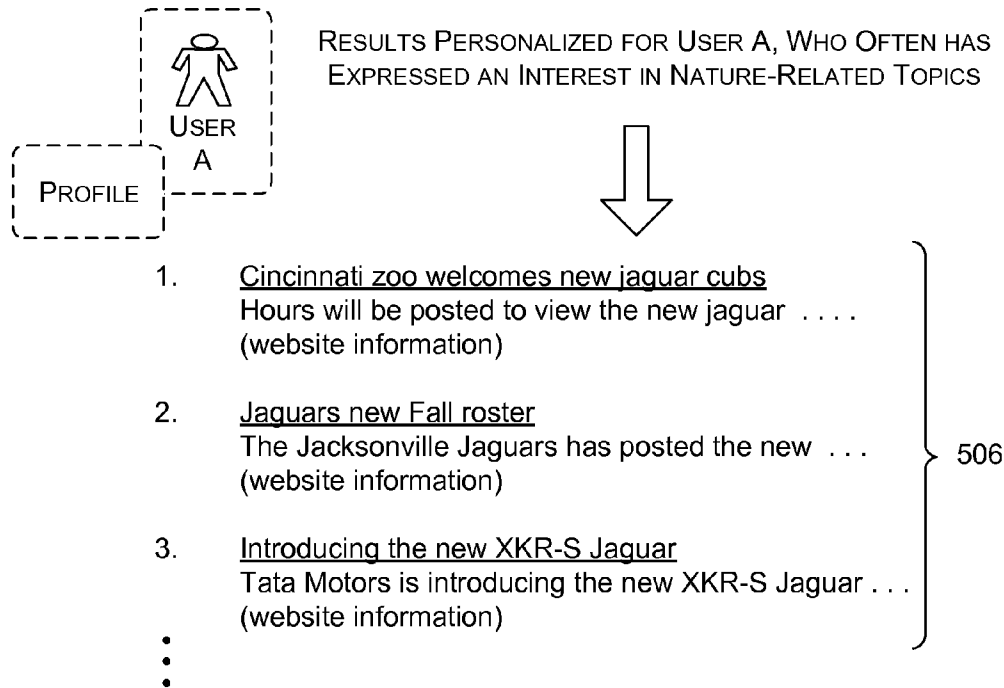 RESULTS PERSONALIZED FOR USER A, WHO OFTEN HAS
EXPRESSED AN INTEREST IN NATURE-RELATED TOPICS
USER
A
PROFILE
1. Cincinnati zoo welcomes new jaguar cubs
Hours will be posted to view the new jaguar . . . .
(website information)
2. Jaguars new Fall roster
The Jacksonville Jaguars has posted the new . . .
(website information)
506
3. Introducing the new XKR-S Jaguar
Tata Motors is introducing the new XKR-S Jaguar . . .
(website information)